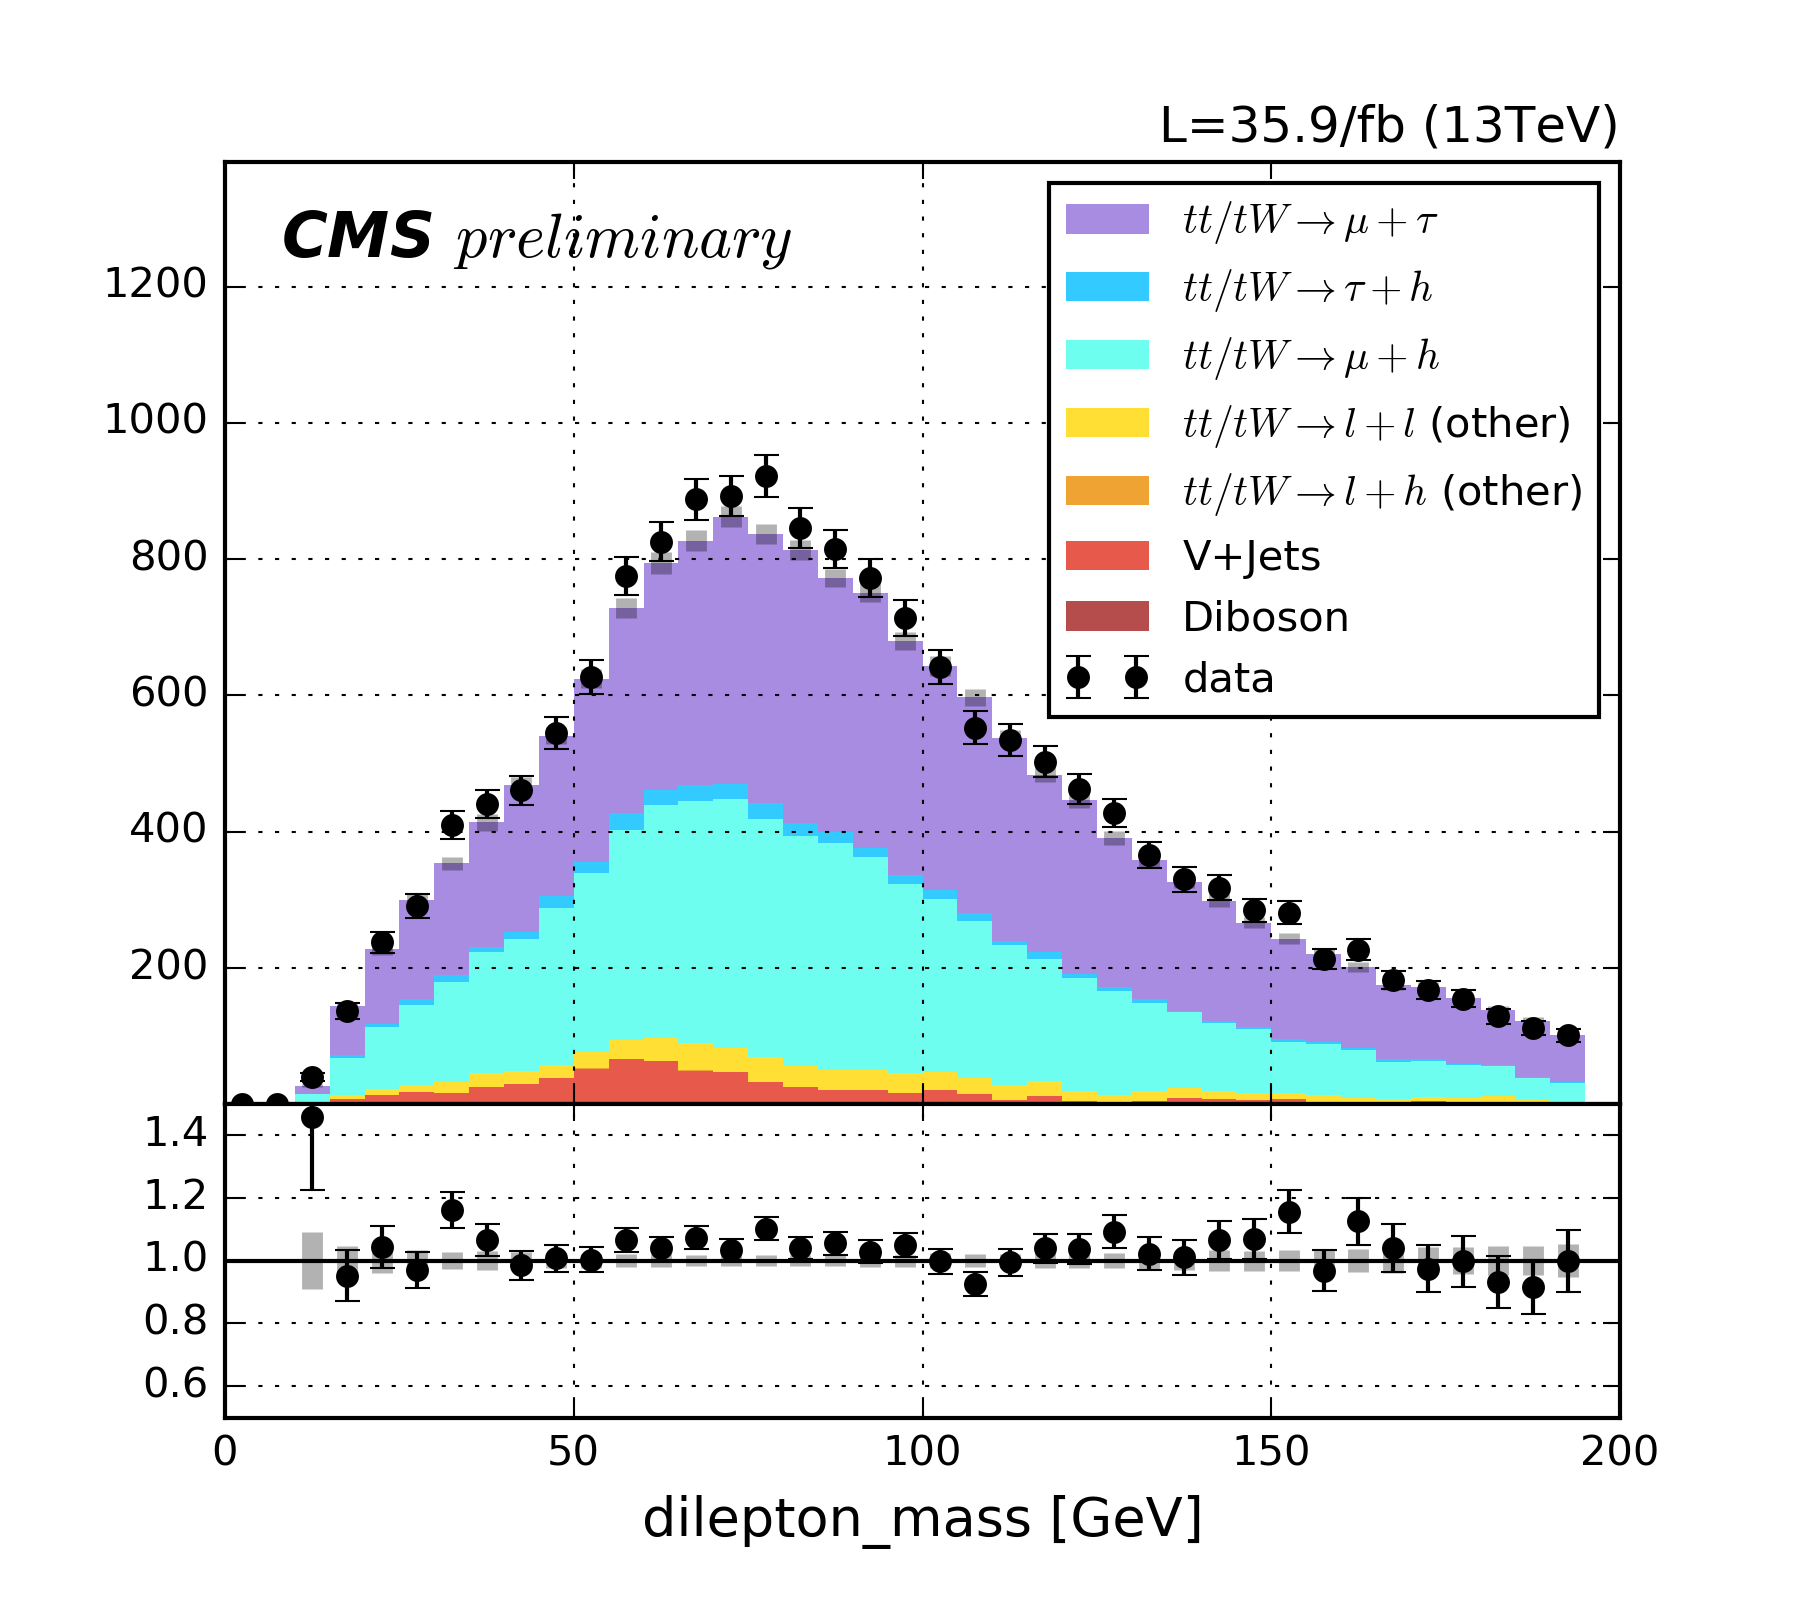 L=35.9/fb (13TeV)
CMS preliminary
tt/tW→μ+τ
tt/tW→τ+h
tt/tW→μ+h
tt/tW→l+l (other)
tt/tW→l+h (other)
V+Jets
Diboson
data
1200
1000
800
600
400
200
1.4
1.2
1.0
0.8
0.6
0 50 100 150 200
dilepton_mass [GeV]